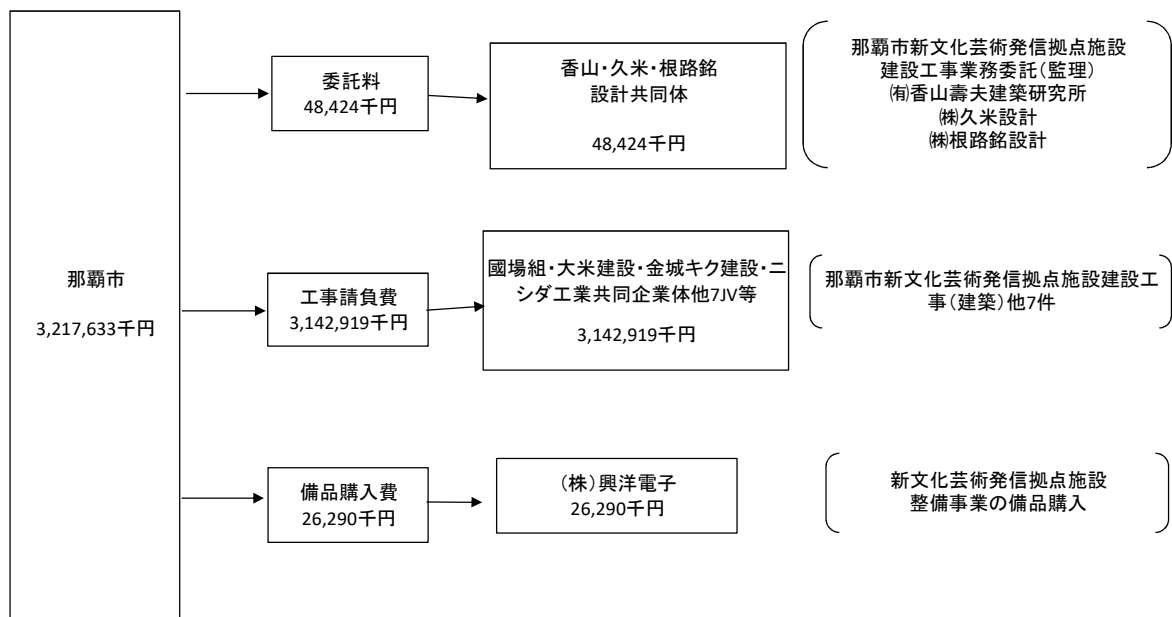 那覇市
3,217,633千円
委託料
48,424千円
香山・久米・根路銘
設計共同体
48,424千円
那覇市新文化芸術発信拠点施設
建設工事業務委託(監理)
㈲香山壽夫建築研究所
㈱久米設計
㈱根路銘設計
工事請負費
3,142,919千円
國場組・大米建設・金城キク建設・ニ
シダ工業共同企業体他7JV等
3,142,919千円
那覇市新文化芸術発信拠点施設建設工
事(建築)他7件
備品購入費
26,290千円
(株)興洋電子
26,290千円
新文化芸術発信拠点施設
整備事業の備品購入